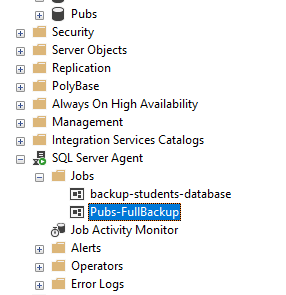 Pubs
Security
Server Objects
Replication
PolyBase
Always On High Availability
Management
Integration Services Catalogs
SQL Server Agent
Jobs
backup-students-database
Pubs-FullBackup
Job Activity Monitor
Alerts
Operators
Error Logs